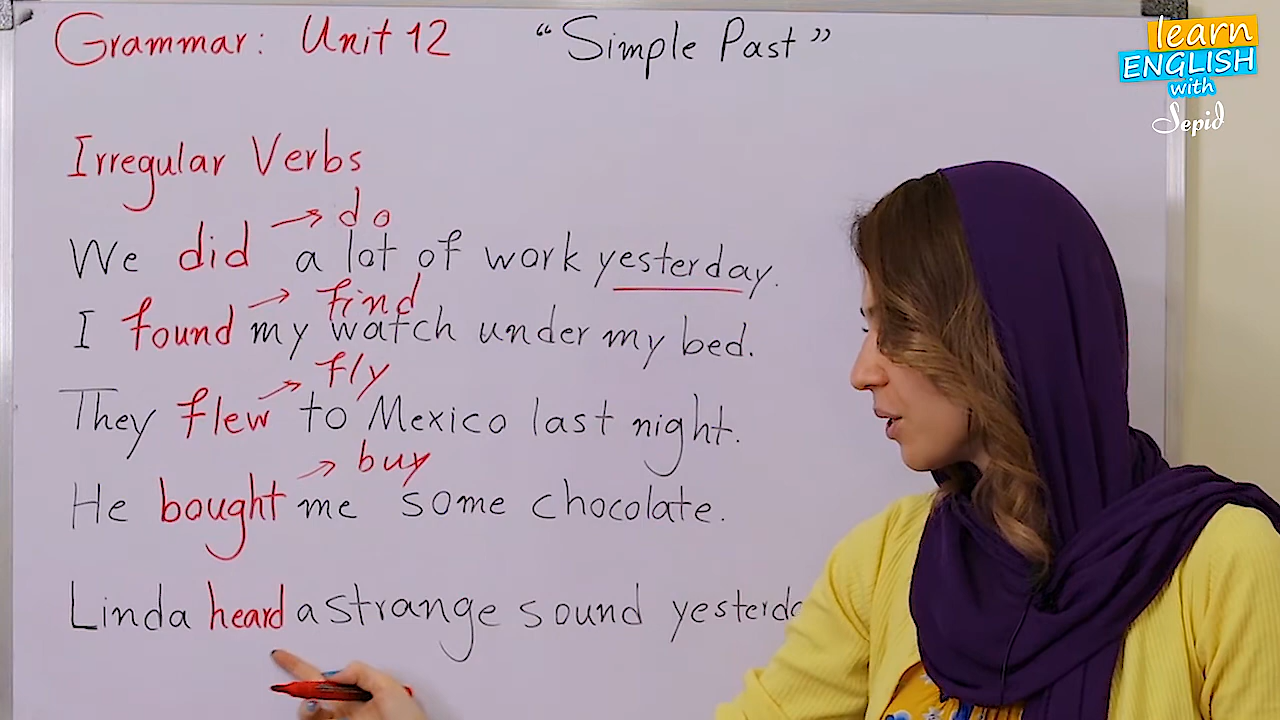 Grammar: Unit 12 "Simple Past"
learn
ENGLISH
with
Sepid
Irregular Verbs
do
We did a lot of work yesterday.
find
I found my watch under my bed.
fly
They flew to Mexico last night.
buy
He bought me some chocolate.
Linda heard a strange sound yesterda